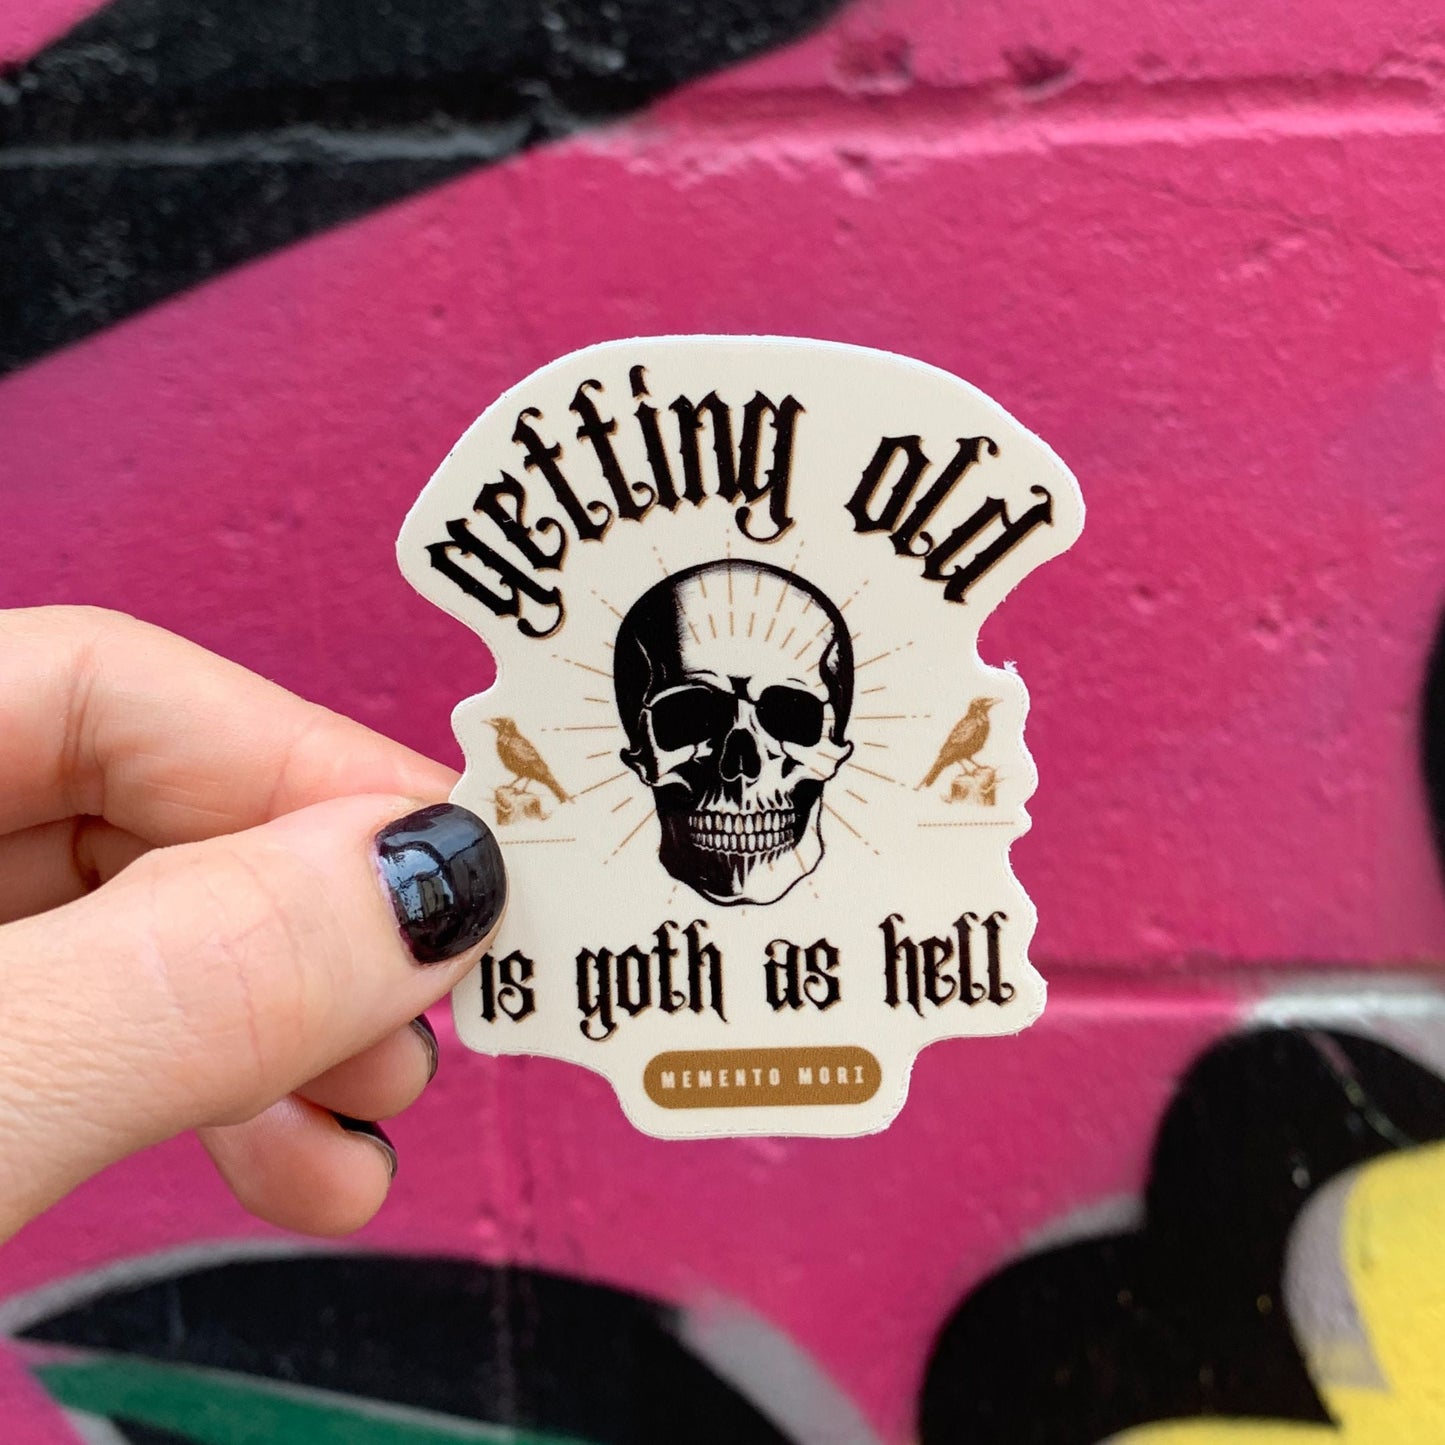 getting old
is goth as hell
MEMENTO MORI